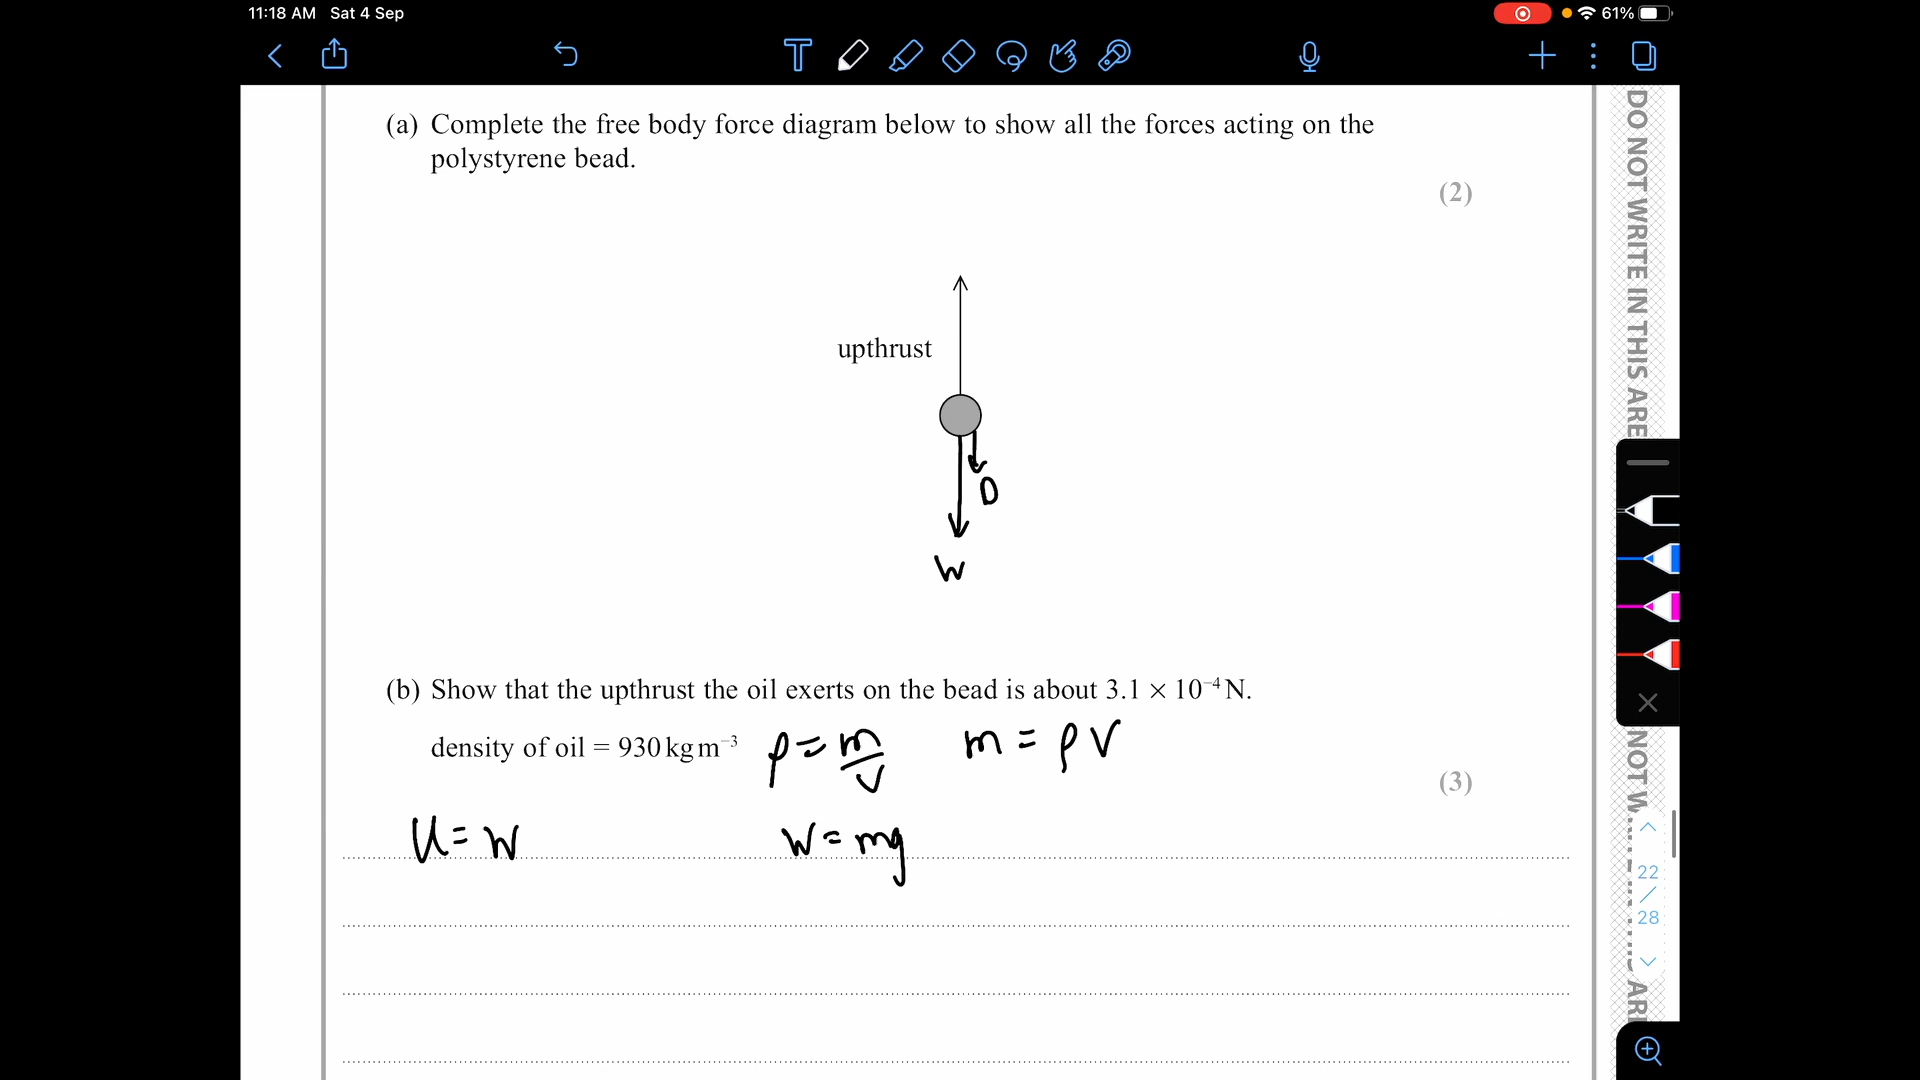 11:18 AM Sat 4 Sep
61%
(a) Complete the free body force diagram below to show all the forces acting on the
polystyrene bead.
(2)
upthrust
D
W
(b) Show that the upthrust the oil exerts on the bead is about 3.1 × 10⁻⁴ N.
density of oil = 930 kg m⁻³ ρ = m/V m = ρV
(3)
U = W W = mg
DO NOT WRITE IN THIS ARE
NOT W
ARE
22
28